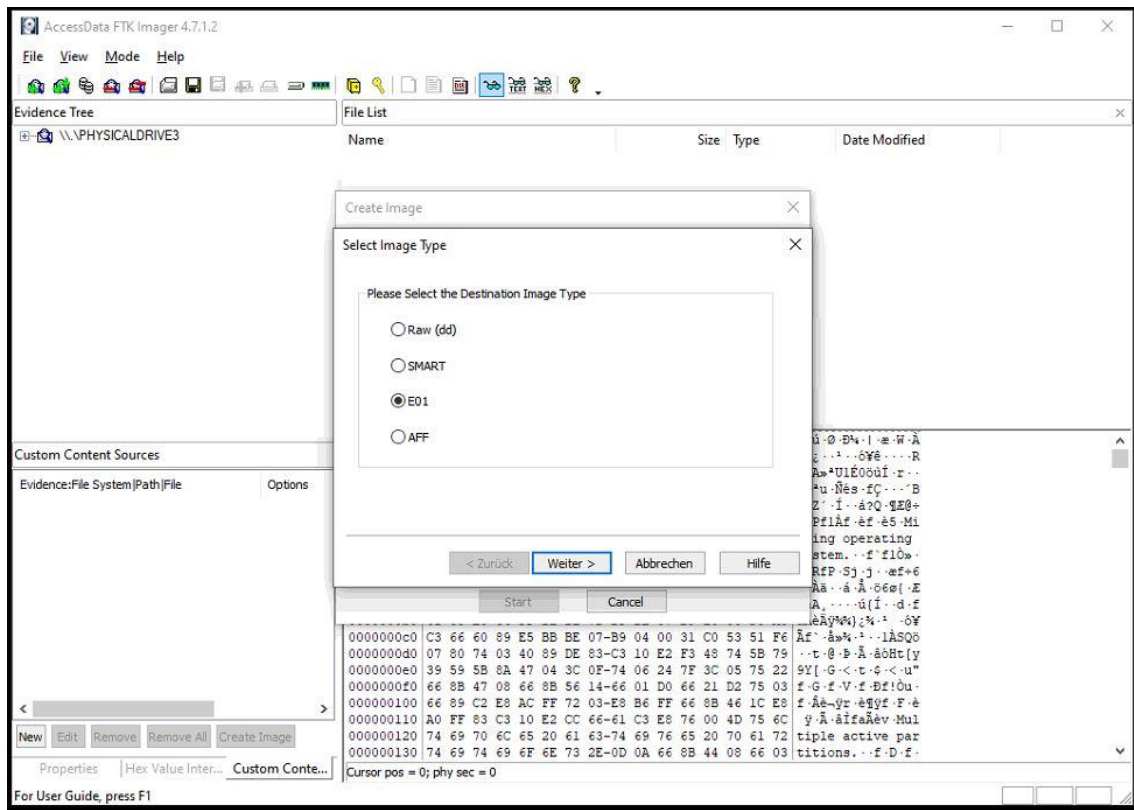 AccessData FTK Imager 4.7.1.2
File View Mode Help
Evidence Tree
\\.\PHYSICALDRIVE3
File List
Name Size Type Date Modified
Create Image
Select Image Type
Please Select the Destination Image Type
Raw (dd)
SMART
E01
AFF
< Zurück Weiter > Abbrechen Hilfe
Start Cancel
Custom Content Sources
Evidence:File System|Path|File Options
New Edit Remove Remove All Create Image
Properties Hex Value Inter... Custom Conte...
ing operating
stem.
0000000c0 C3 66 60 89 E5 BB BE 07-B9 04 00 31 C0 53 51 F6
0000000d0 07 80 74 03 40 89 DE 83-C3 10 E2 F3 48 74 5B 79
0000000e0 39 59 5B 8A 47 04 3C 0F-74 06 24 7F 3C 05 75 22
0000000f0 66 8B 47 08 66 8B 56 14-66 01 D0 66 21 D2 75 03
000000100 66 89 C2 E8 AC FF 72 03-E8 B6 FF 66 8B 46 1C E8
000000110 A0 FF 83 C3 10 E2 CC 66-61 C3 E8 76 00 4D 75 6C
000000120 74 69 70 6C 65 20 61 63-74 69 76 65 20 70 61 72 tiple active par
000000130 74 69 74 69 6F 6E 73 2E-0D 0A 66 8B 44 08 66 03 titions.··f·D·f·
Cursor pos = 0; phy sec = 0
For User Guide, press F1